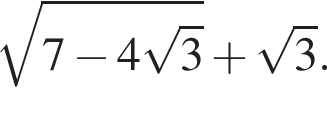 √(7 − 4√3) + √3.